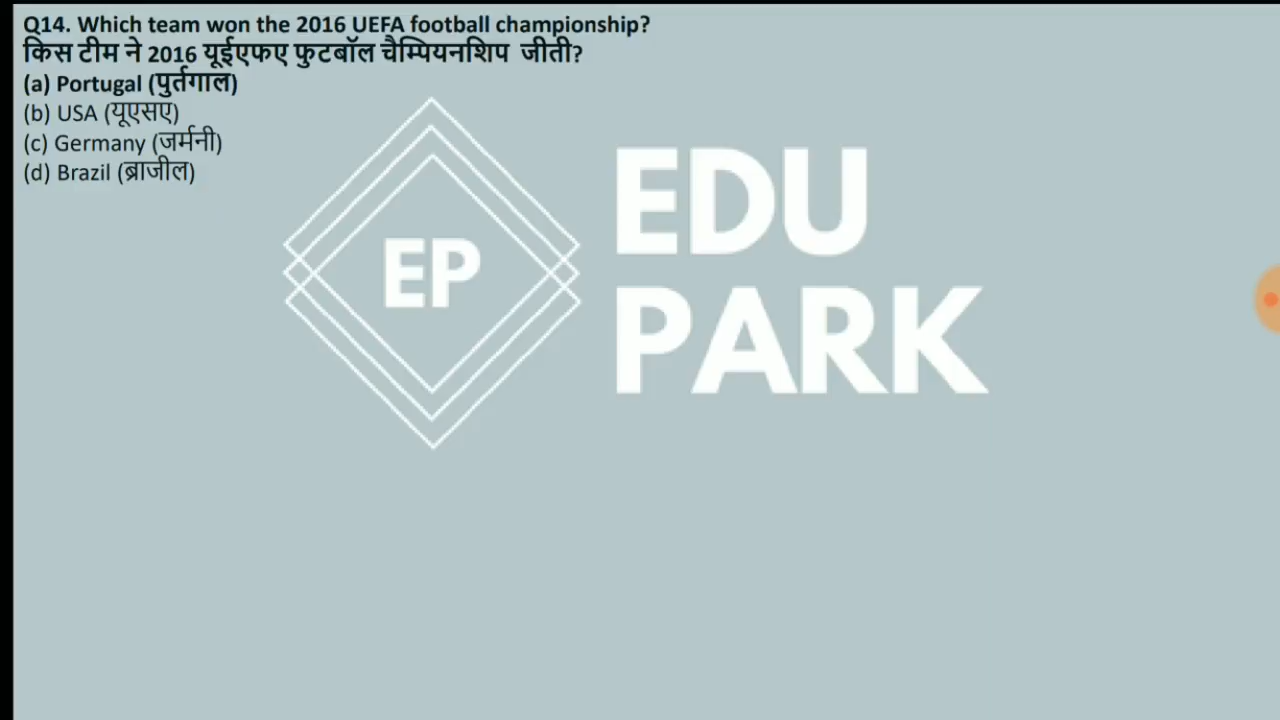 Q14. Which team won the 2016 UEFA football championship?
किस टीम ने 2016 यूईएफए फुटबॉल चैम्पियनशिप जीती?
(a) Portugal (पुर्तगाल)
(b) USA (यूएसए)
(c) Germany (जर्मनी)
(d) Brazil (ब्राजील)
EP
EDU
PARK